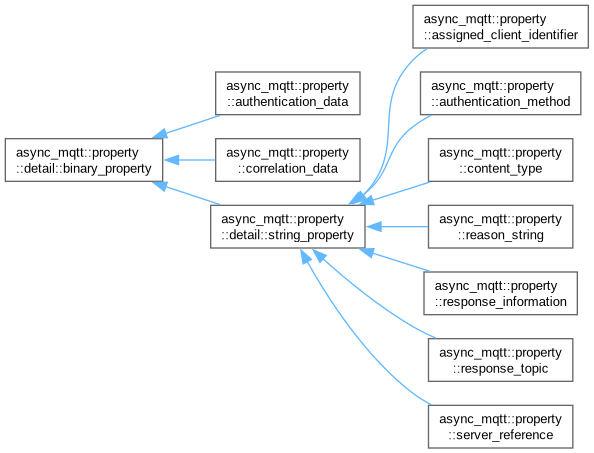 async_mqtt::property
::detail::binary_property
async_mqtt::property
::authentication_data
async_mqtt::property
::correlation_data
async_mqtt::property
::detail::string_property
async_mqtt::property
::assigned_client_identifier
async_mqtt::property
::authentication_method
async_mqtt::property
::content_type
async_mqtt::property
::reason_string
async_mqtt::property
::response_information
async_mqtt::property
::response_topic
async_mqtt::property
::server_reference